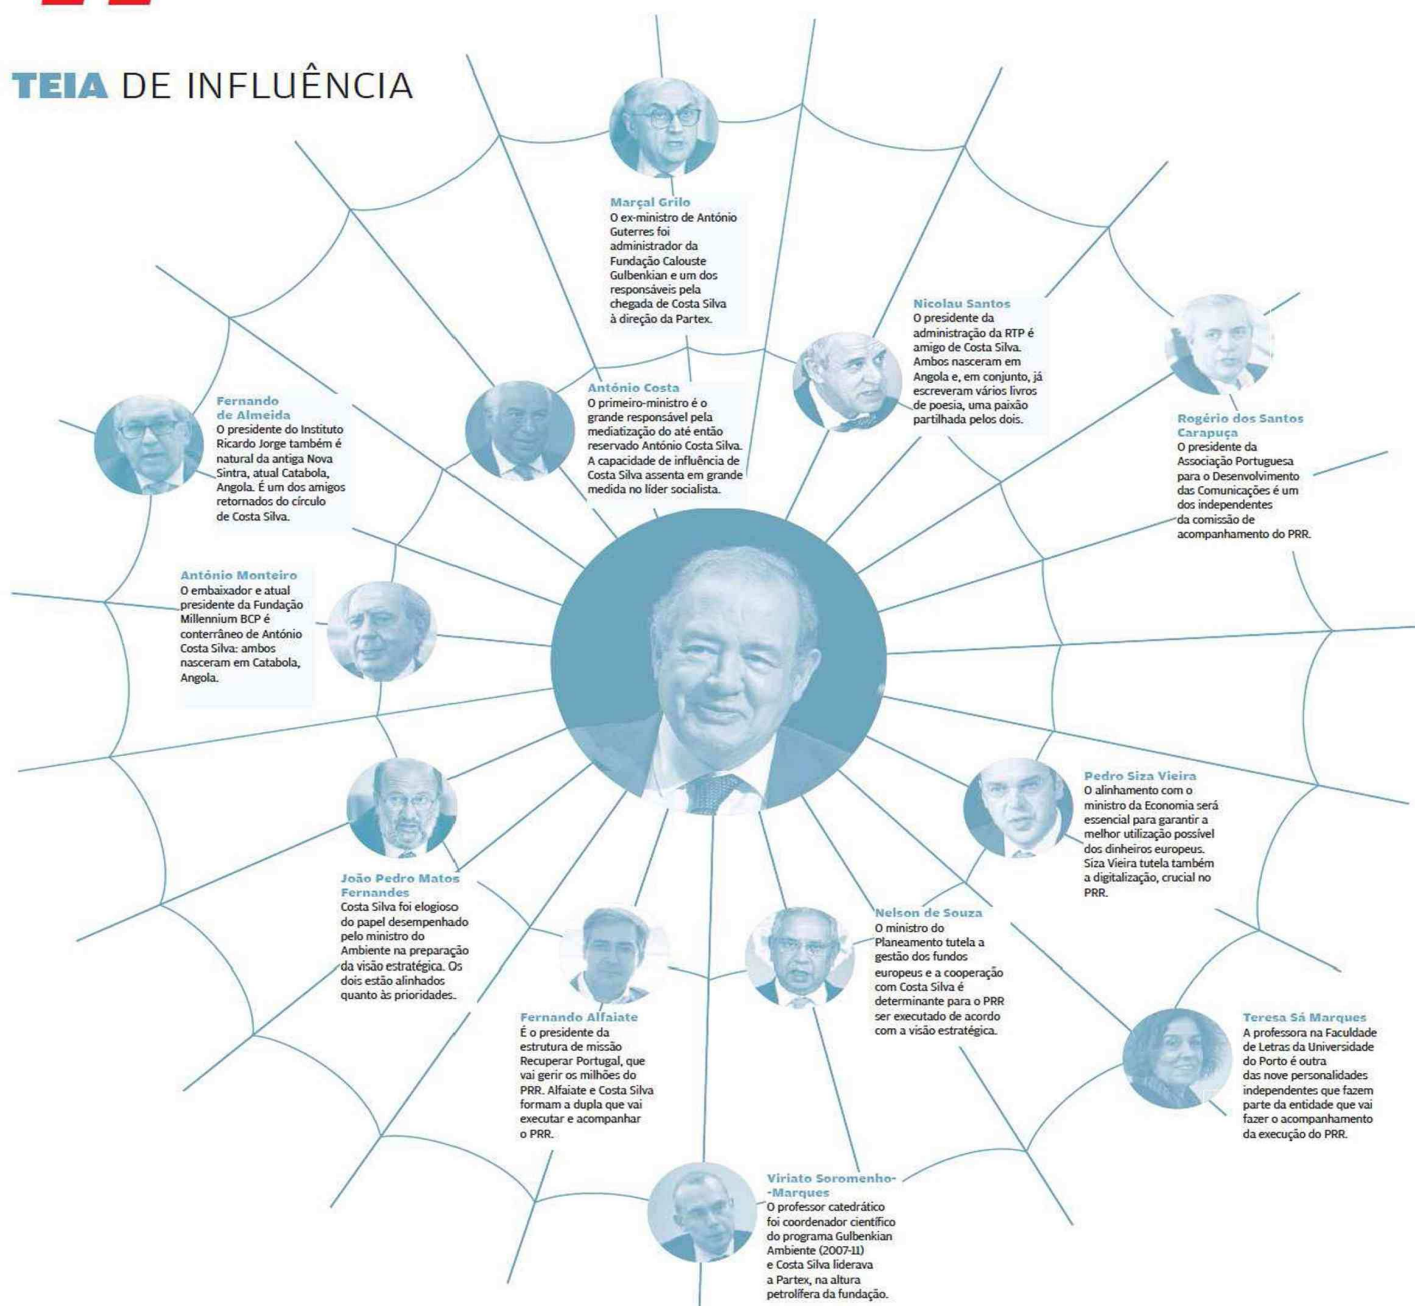 TEIA DE INFLUÊNCIA
Marçal Grilo
O ex-ministro de António
Guterres foi
administrador da
Fundação Calouste
Gulbenkian e um dos
responsáveis pela
chegada de Costa Silva
à direção da Partex.
Nicolau Santos
O presidente da
administração da RTP é
amigo de Costa Silva.
Ambos nasceram em
Angola e, em conjunto, já
escreveram vários livros
de poesia, uma paixão
partilhada pelos dois.
António Costa
O primeiro-ministro é o
grande responsável pela
mediatização do até então
reservado António Costa Silva.
A capacidade de influência de
Costa Silva assenta em grande
medida no líder socialista.
Fernando
de Almeida
O presidente do Instituto
Ricardo Jorge também é
natural da antiga Nova
Sintra, atual Catabola,
Angola. É um dos amigos
retornados do círculo
de Costa Silva.
Rogério dos Santos
Carapuça
O presidente da
Associação Portuguesa
para o Desenvolvimento
das Comunicações é um
dos independentes
da comissão de
acompanhamento do PRR.
António Monteiro
O embaixador e atual
presidente da Fundação
Millennium BCP é
conterrâneo de António
Costa Silva: ambos
nasceram em Catabola,
Angola.
Pedro Siza Vieira
O alinhamento com o
ministro da Economia será
essencial para garantir a
melhor utilização possível
dos dinheiros europeus.
Siza Vieira tutela também
a digitalização, crucial no
PRR.
João Pedro Matos
Fernandes
Costa Silva foi elogioso
do papel desempenhado
pelo ministro do
Ambiente na preparação
da visão estratégica. Os
dois estão alinhados
quanto às prioridades.
Nelson de Souza
O ministro do
Planeamento tutela a
gestão dos fundos
europeus e a cooperação
com Costa Silva é
determinante para o PRR
ser executado de acordo
com a visão estratégica.
Fernando Alfaiate
É o presidente da
estrutura de missão
Recuperar Portugal, que
vai gerir os milhões do
PRR. Alfaiate e Costa Silva
formam a dupla que vai
executar e acompanhar
o PRR.
Teresa Sá Marques
A professora na Faculdade
de Letras da Universidade
do Porto é outra
das nove personalidades
independentes que fazem
parte da entidade que vai
fazer o acompanhamento
da execução do PRR.
Viriato Soromenho-
-Marques
O professor catedrático
foi coordenador científico
do programa Gulbenkian
Ambiente (2007-11)
e Costa Silva liderava
a Partex, na altura
petrolífera da fundação.